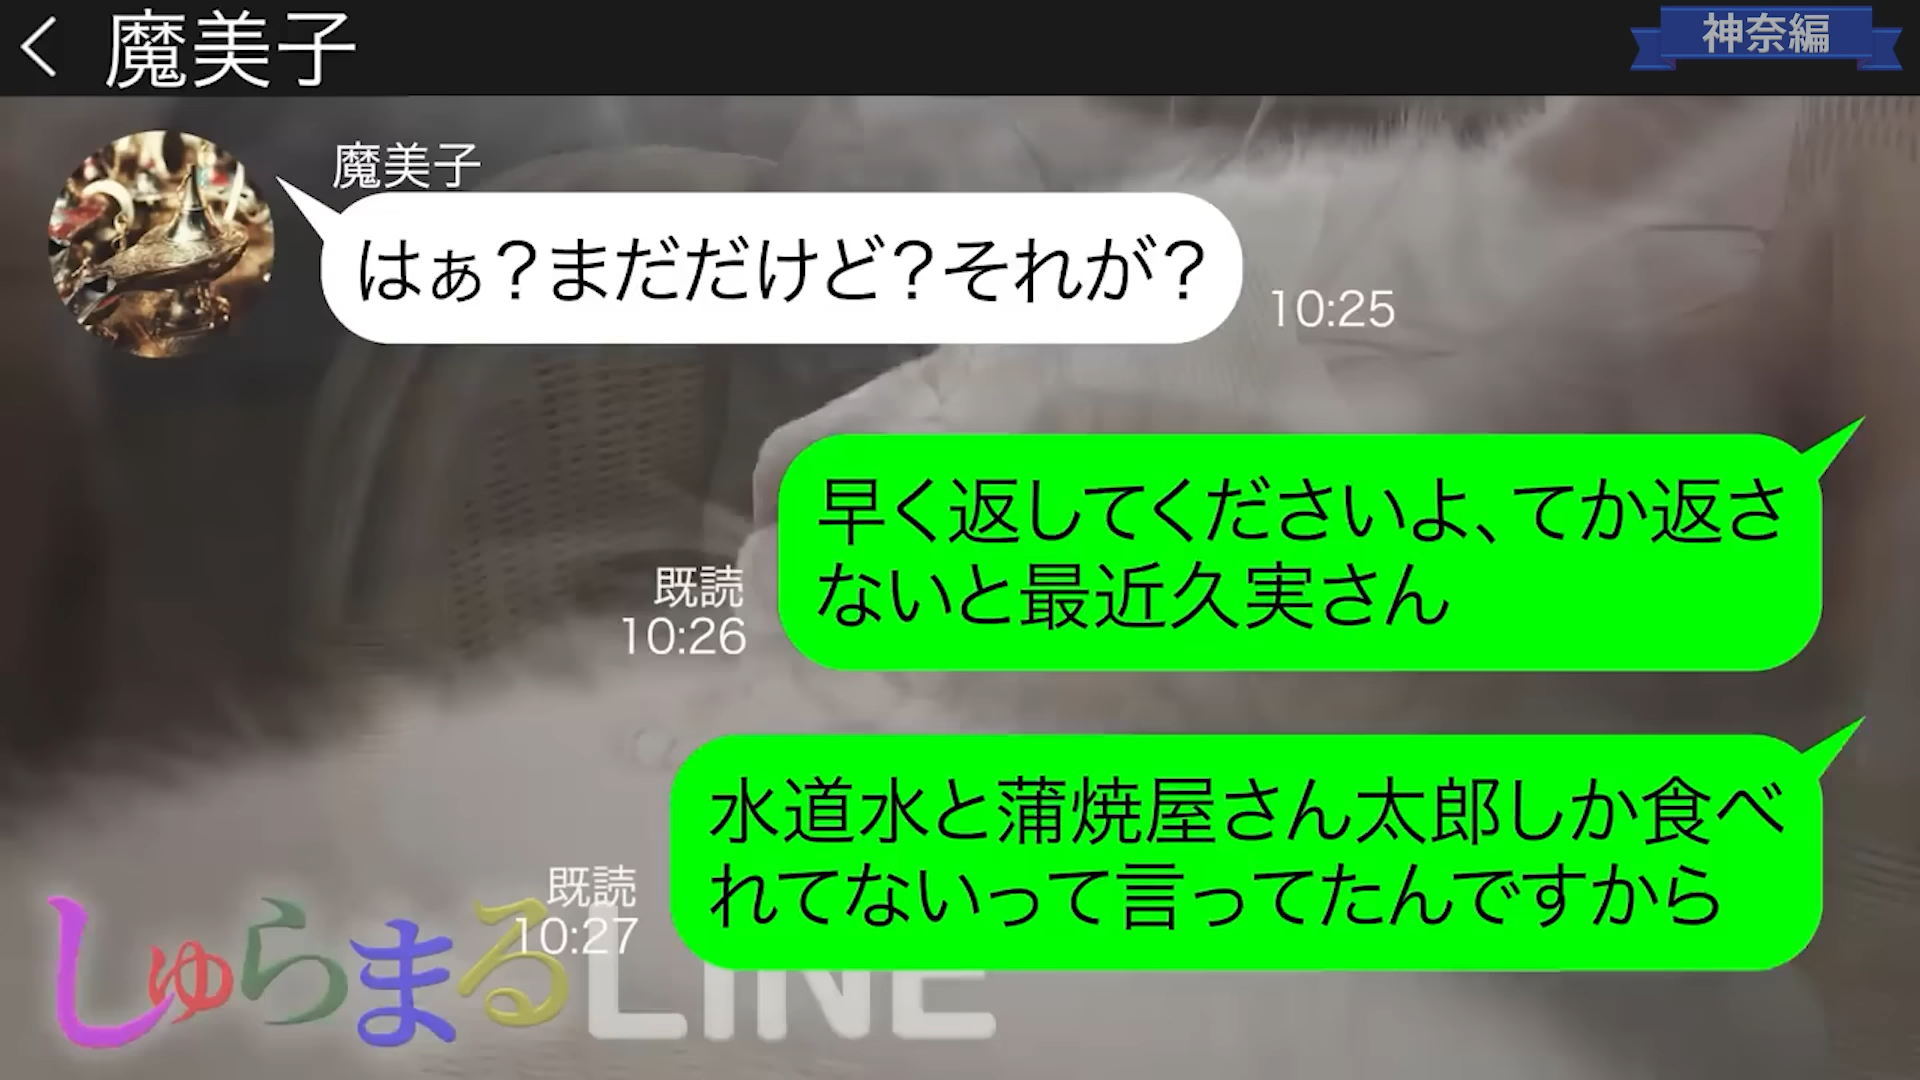 魔美子
神奈編
魔美子
はぁ？まだだけど？それが？
10:25
早く返してくださいよ、てか返さ
ないと最近久実さん
既読
10:26
水道水と蒲焼屋さん太郎しか食べ
れてないって言ってたんですから
既読
10:27
しゅらまるLINE